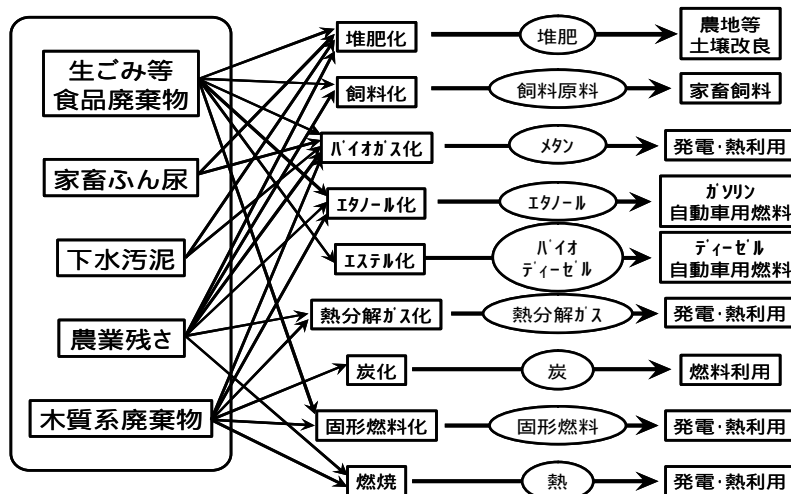 生ごみ等
食品廃棄物
家畜ふん尿
下水汚泥
農業残さ
木質系廃棄物
堆肥化
堆肥
農地等
土壌改良
飼料化
飼料原料
家畜飼料
ﾊﾞｲｵｶﾞｽ化
ﾒﾀﾝ
発電･熱利用
ｴﾀﾉｰﾙ化
ｴﾀﾉｰﾙ
ｶﾞｿﾘﾝ
自動車用燃料
ｴｽﾃﾙ化
ﾊﾞｲｵ
ﾃﾞｨｰｾﾞﾙ
ﾃﾞｨｰｾﾞﾙ
自動車用燃料
熱分解ｶﾞｽ化
熱分解ｶﾞｽ
発電･熱利用
炭化
炭
燃料利用
固形燃料化
固形燃料
発電･熱利用
燃焼
熱
発電･熱利用